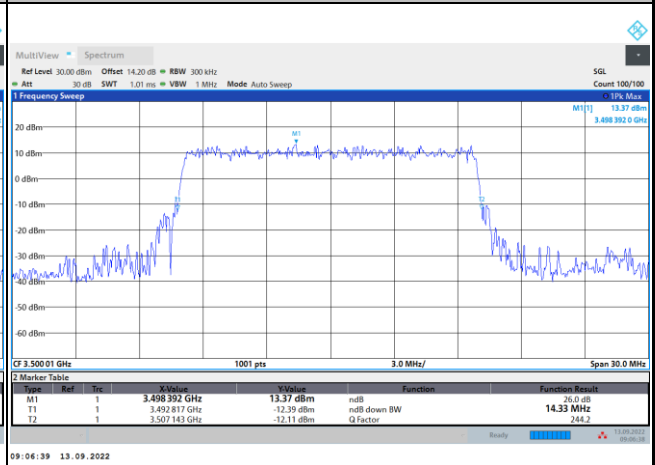 MultiView Spectrum
Ref Level 30.00 dBm Offset 14.20 dB RBW 300 kHz SGL
Att 30 dB SWT 1.01 ms VBW 1 MHz Mode Auto Sweep Count 100/100
1 Frequency Sweep 1Pk Max
M1[1] 13.37 dBm
3.498 392 0 GHz
M1
20 dBm
10 dBm
0 dBm
-10 dBm
T1 T2
-20 dBm
-30 dBm
-40 dBm
-50 dBm
-60 dBm
CF 3.500 01 GHz 1001 pts 3.0 MHz/ Span 30.0 MHz
2 Marker Table
Type Ref Trc X-Value Y-Value Function Function Result
M1 1 3.498 392 GHz 13.37 dBm ndB 26.0 dB
T1 1 3.492 817 GHz -12.39 dBm ndB down BW 14.33 MHz
T2 1 3.507 143 GHz -12.11 dBm Q Factor 244.2
Ready 13.09.2022
09:06:38
09:06:39 13.09.2022